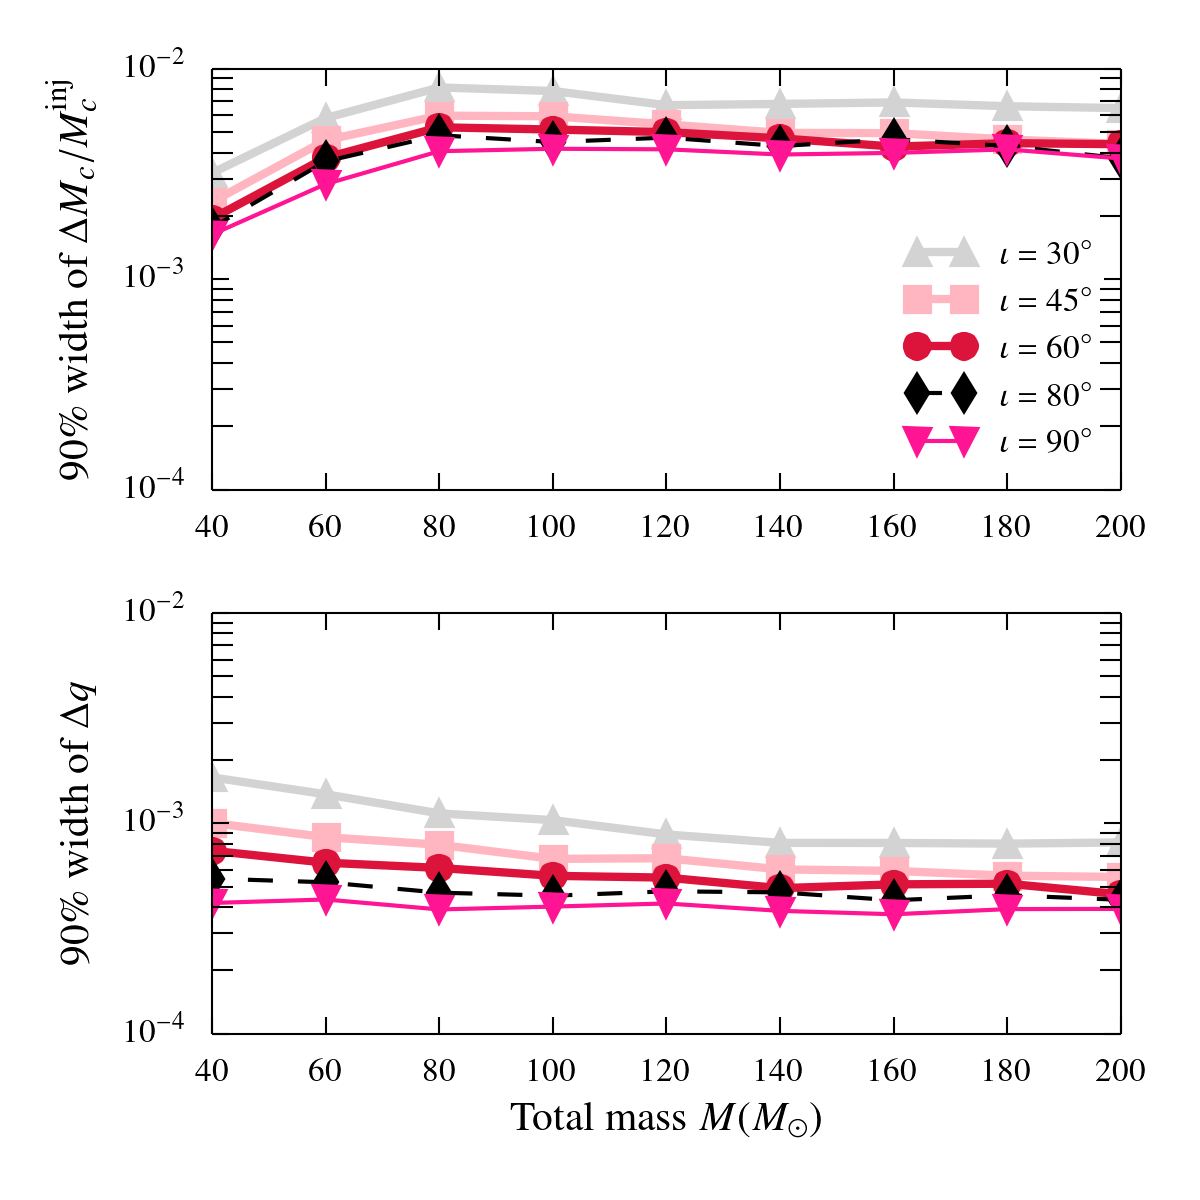 90% width of ΔM_c/M_c^inj
10⁻²
10⁻³
10⁻⁴
ι = 30°
ι = 45°
ι = 60°
ι = 80°
ι = 90°
40 60 80 100 120 140 160 180 200
90% width of Δq
10⁻²
10⁻³
10⁻⁴
40 60 80 100 120 140 160 180 200
Total mass M(M_⊙)